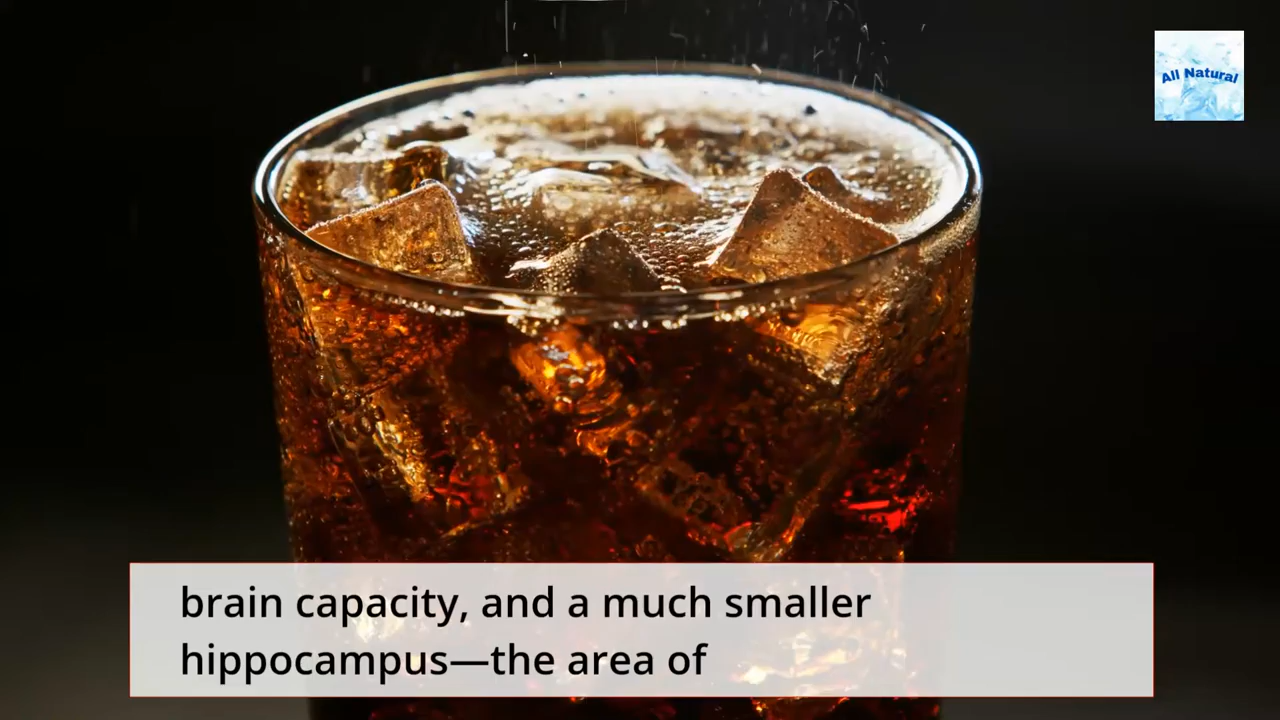 All Natural
brain capacity, and a much smaller
hippocampus—the area of